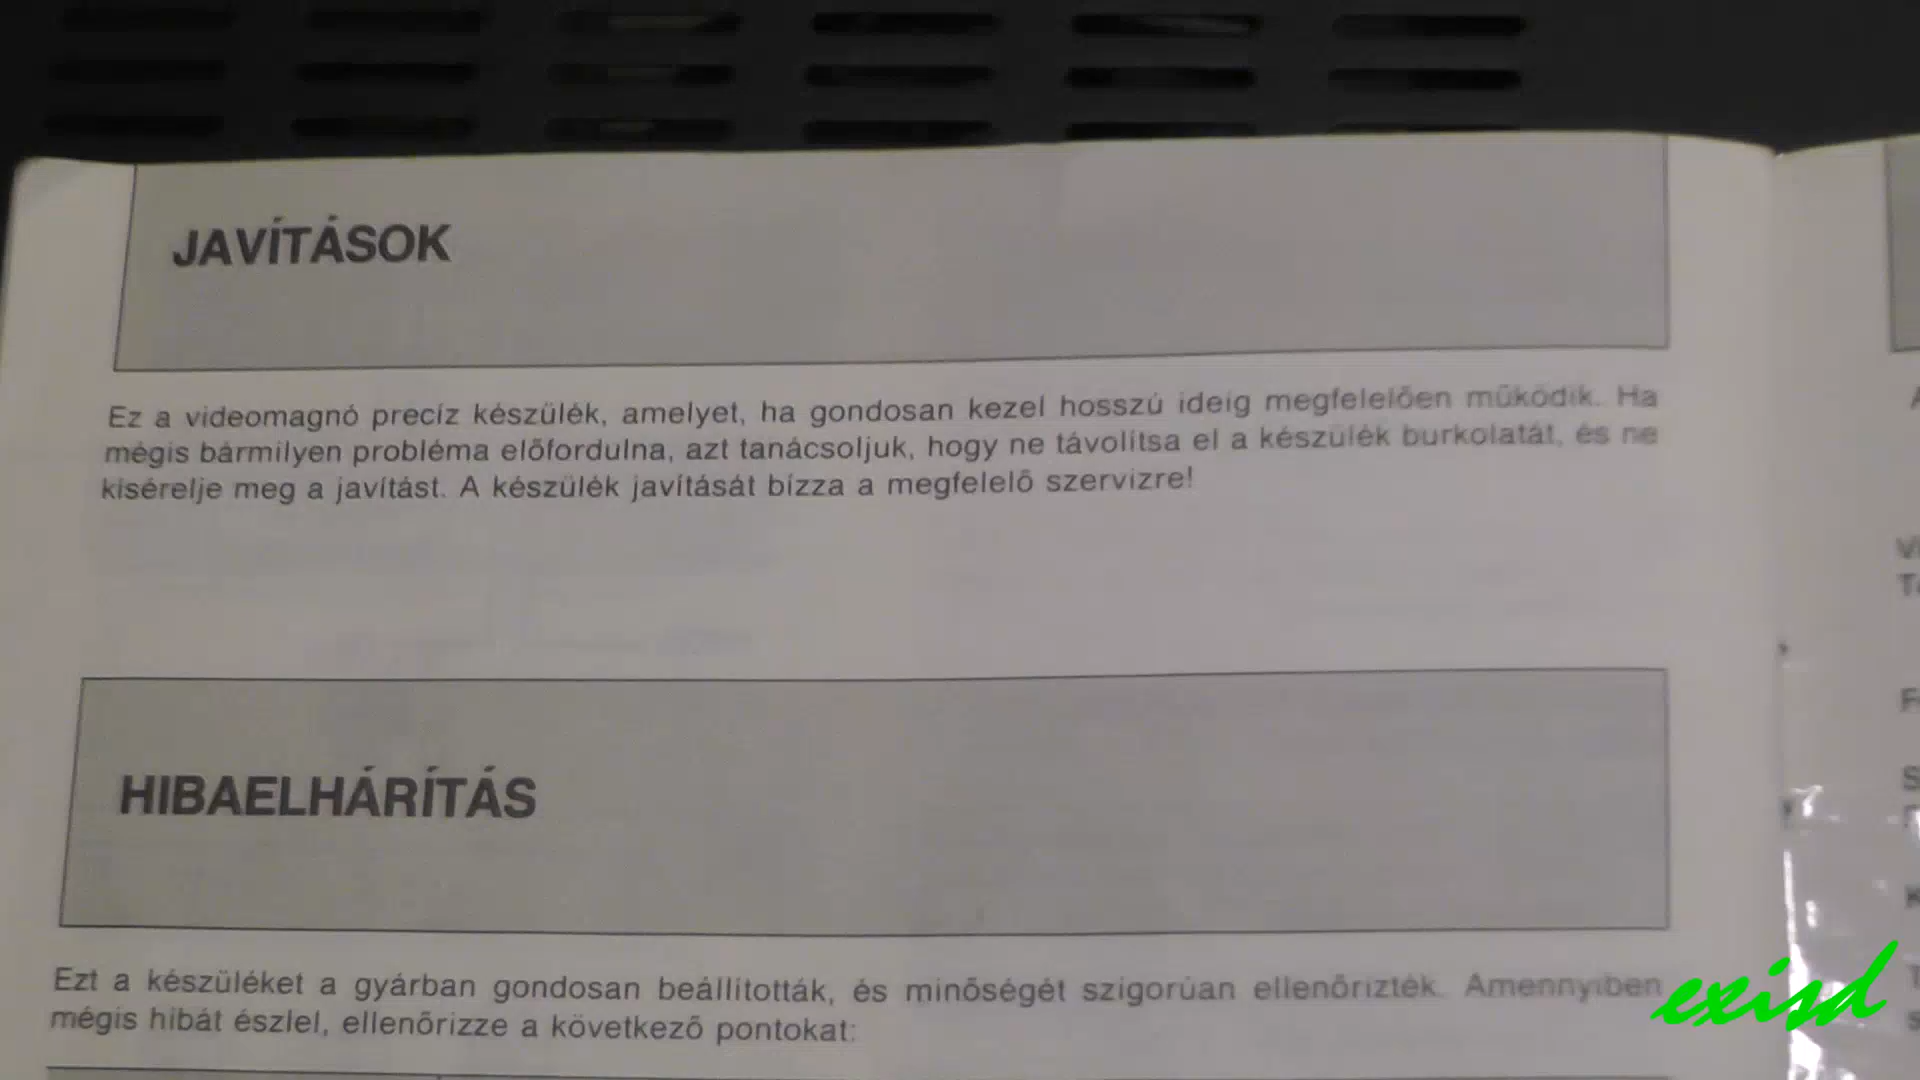 JAVÍTÁSOK
Ez a videomagnó precíz készülék, amelyet, ha gondosan kezel hosszú ideig megfelelően működik. Ha
mégis bármilyen probléma előfordulna, azt tanácsoljuk, hogy ne távolítsa el a készülék burkolatát, és ne
kisérelje meg a javítást. A készülék javítását bízza a megfelelő szervizre!
HIBAELHÁRÍTÁS
Ezt a készüléket a gyárban gondosan beállították, és minőségét szigorúan ellenőrizték. Amennyiben
mégis hibát észlel, ellenőrizze a következő pontokat:
exisd